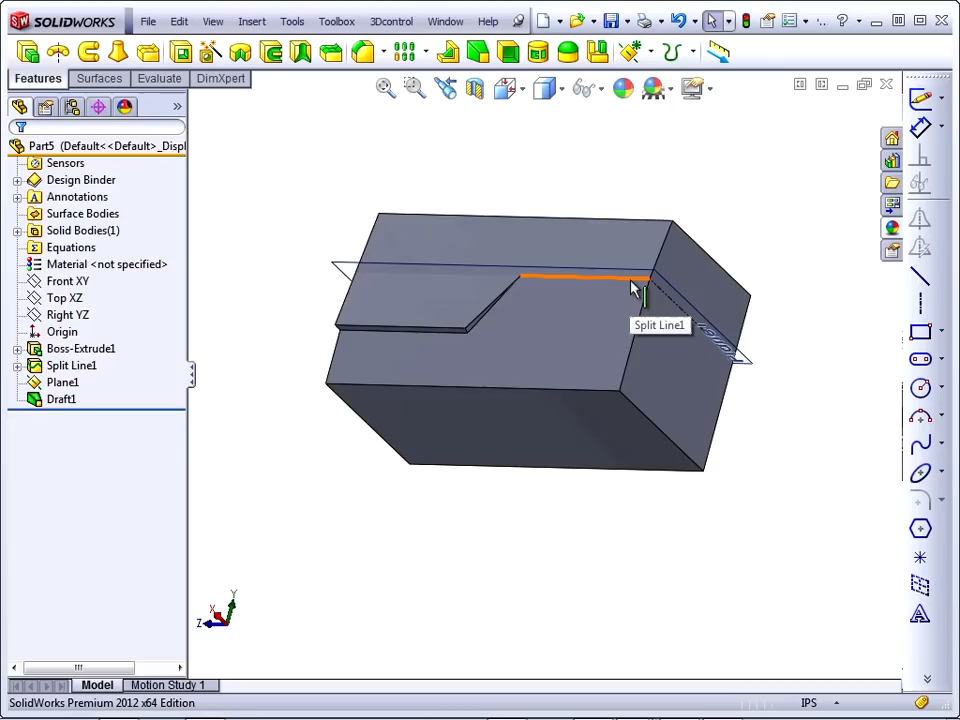 SW SOLIDWORKS File Edit View Insert Tools Toolbox 3Dcontrol Window Help
Features Surfaces Evaluate DimXpert
Part5 (Default<<Default>_Displ
Sensors
Design Binder
Annotations
Surface Bodies
Solid Bodies(1)
Equations
Material <not specified>
Front XY
Top XZ
Right YZ
Origin
Boss-Extrude1
Split Line1
Plane1
Draft1
Split Line1
Plane1
Y
X
Z
Model Motion Study 1
SolidWorks Premium 2012 x64 Edition IPS